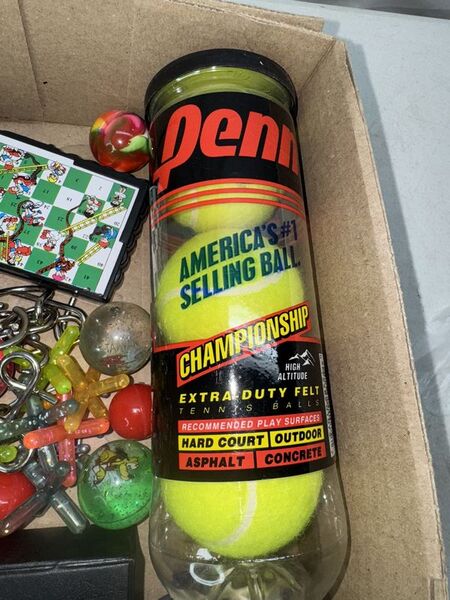 Penn
AMERICA'S #1
SELLING BALL.
CHAMPIONSHIP
HIGH
ALTITUDE
EXTRA-DUTY FELT
TENNIS BALLS
RECOMMENDED PLAY SURFACES
HARD COURT OUTDOOR
ASPHALT CONCRETE